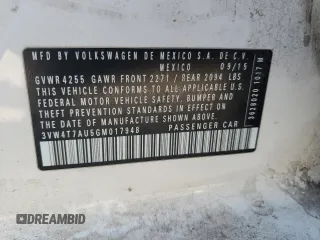 MFD BY VOLKSWAGEN DE MEXICO S.A. DE C.V.
MEXICO 09/15
GVWR 4255 GAWR FRONT 2271 / REAR 2094 LBS
THIS VEHICLE CONFORMS TO ALL APPLICABLE
FEDERAL MOTOR VEHICLE SAFETY, BUMPER, AND
THEFT PREVENTION STANDARDS IN EFFECT ON THE
DATE OF MANUFACTURE SHOWN ABOVE.
3VW4T7AU5GM017948 PASSENGER CAR
DREAMBID